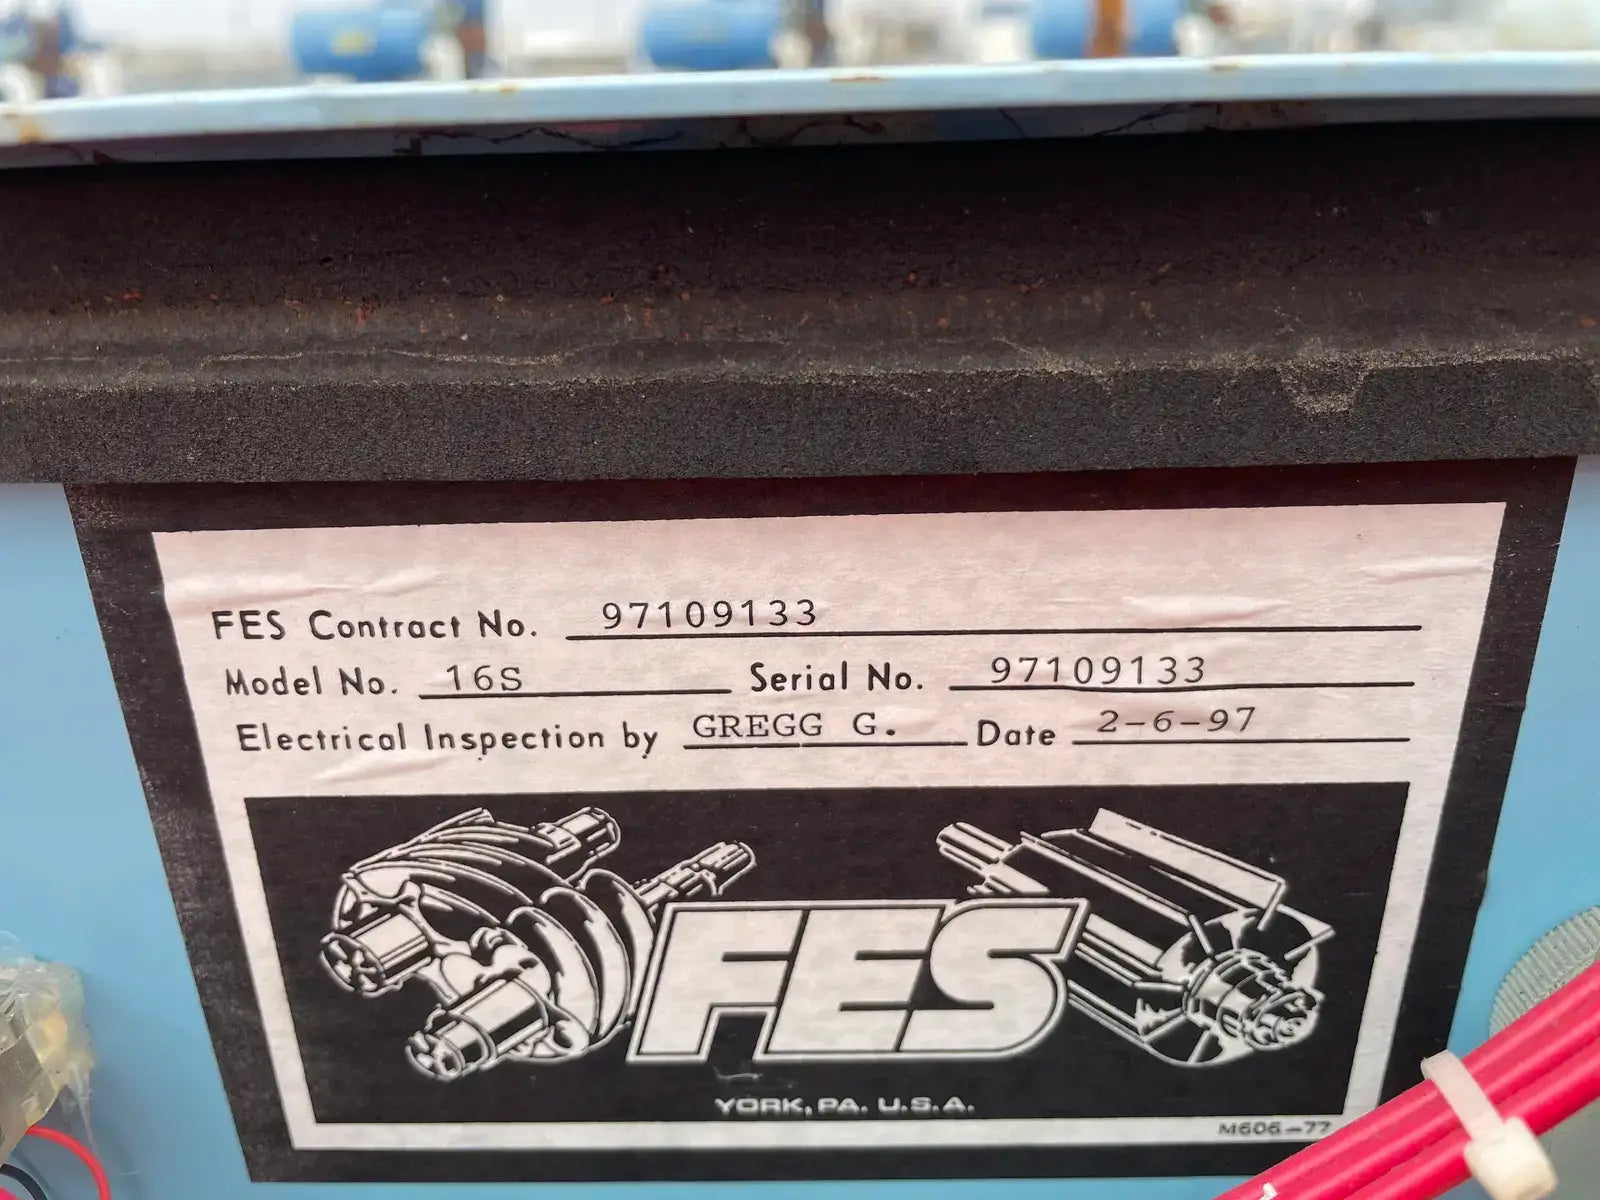 FES Contract No. 97109133
Model No. 16S Serial No. 97109133
Electrical Inspection by GREGG G. Date 2-6-97
FES
YORK, PA. U.S.A.
M606-77